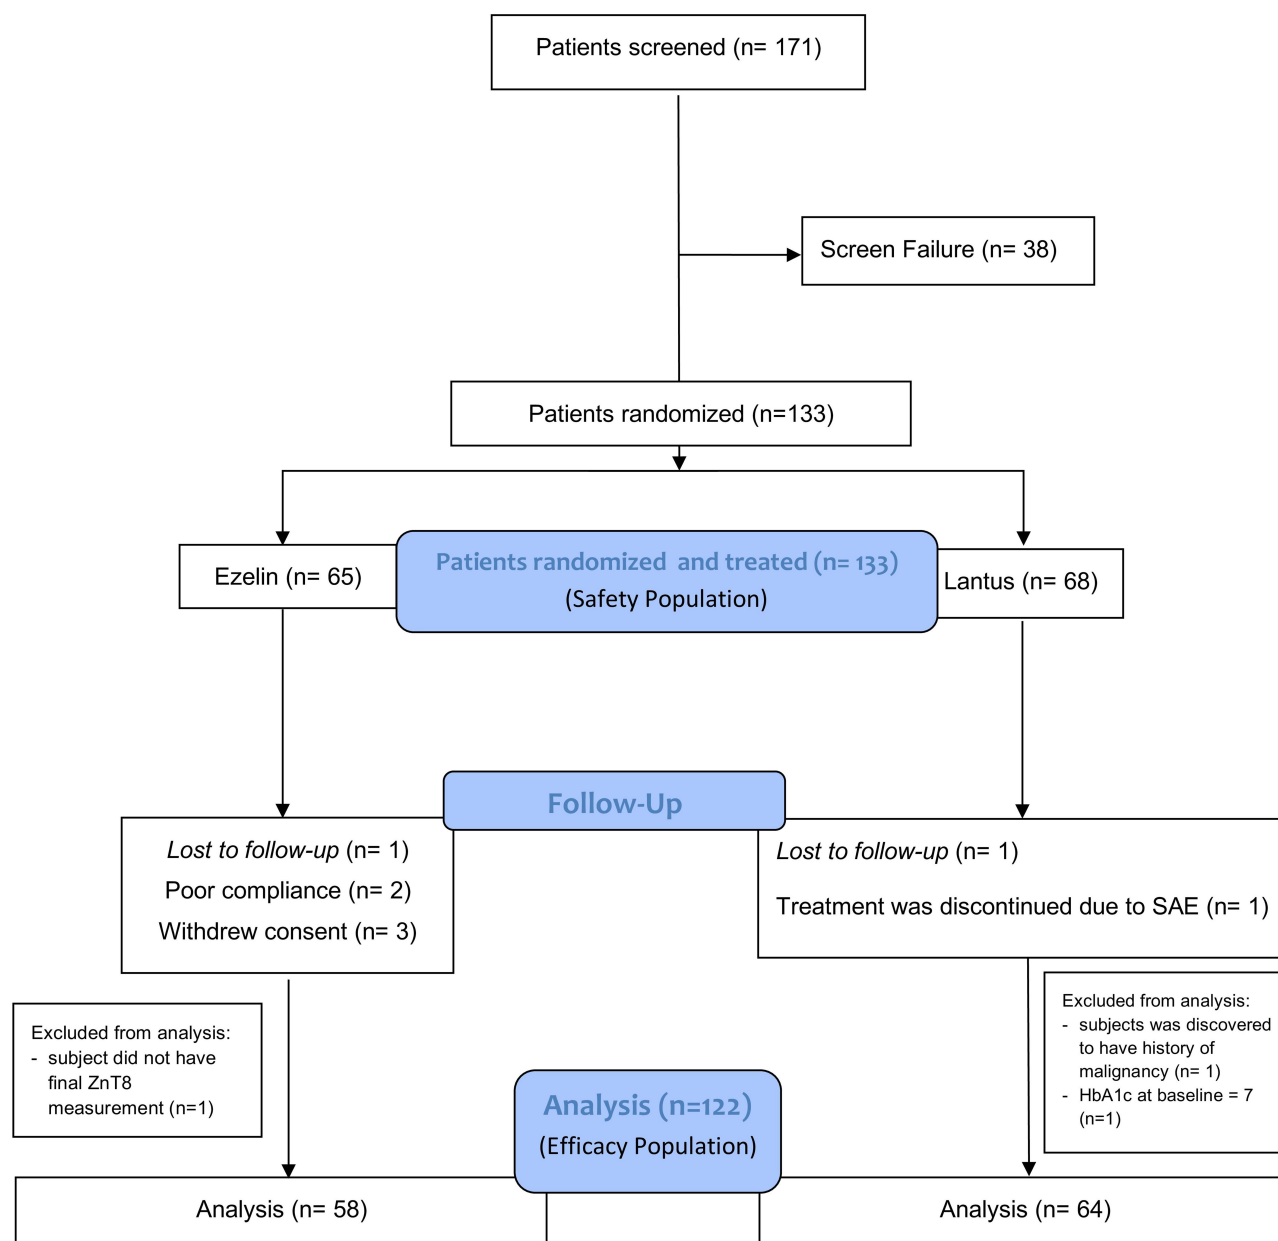 Patients screened (n= 171)
Screen Failure (n= 38)
Patients randomized (n=133)
Ezelin (n= 65)
Patients randomized  and treated (n= 133)
(Safety Population)
Lantus (n= 68)
Follow-Up
Lost to follow-up (n= 1)
Poor compliance (n= 2)
Withdrew consent (n= 3)
Lost to follow-up (n= 1)
Treatment was discontinued due to SAE (n= 1)
Excluded from analysis:
- subject did not have
final ZnT8
measurement (n=1)
Excluded from analysis:
- subjects was discovered
to have history of
malignancy (n= 1)
- HbA1c at baseline = 7
(n=1)
Analysis (n=122)
(Efficacy Population)
Analysis (n= 58)
Analysis (n= 64)